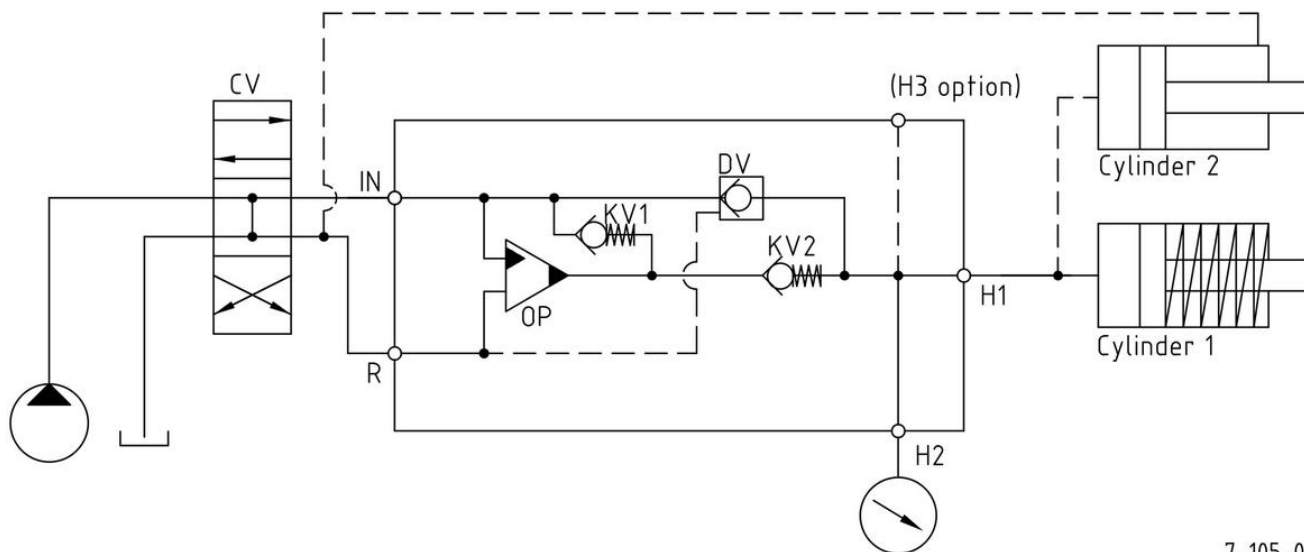 CV
(H3 option)
Cylinder 2
IN
DV
KV1
KV2
OP
H1
Cylinder 1
R
H2